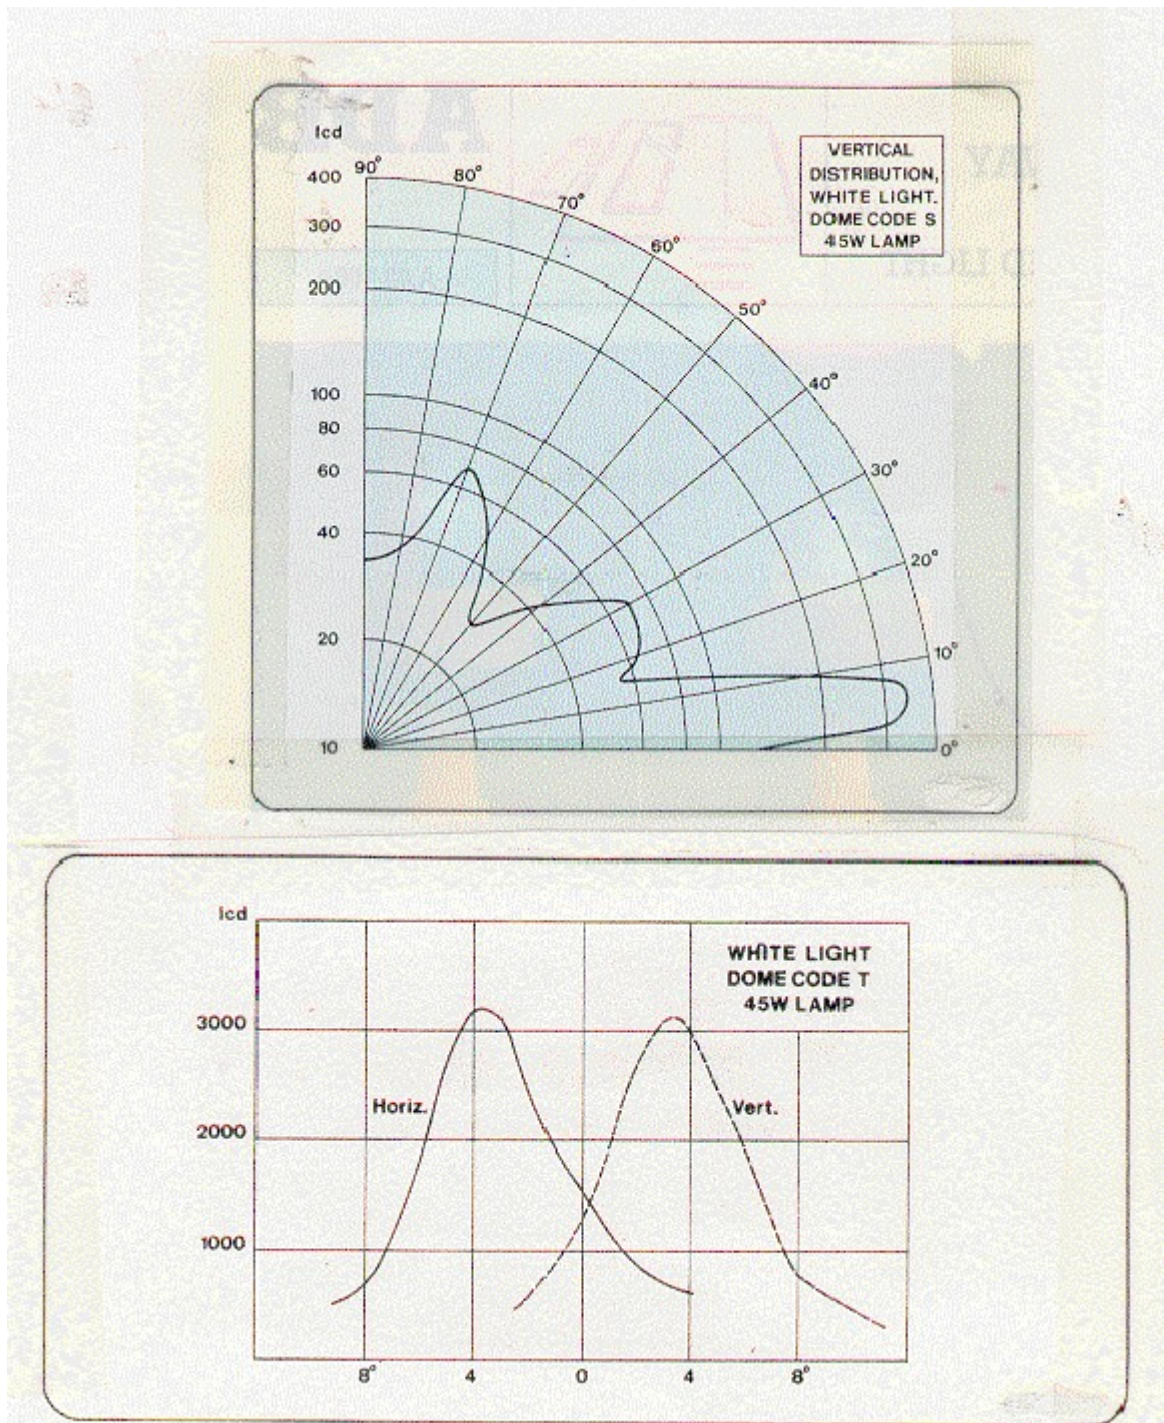 Icd
90°
80°
70°
60°
50°
40°
30°
20°
10°
0°
400
300
200
100
80
60
40
20
10
VERTICAL
DISTRIBUTION,
WHITE LIGHT.
DOME CODE S
45W LAMP
Icd
3000
2000
1000
WHITE LIGHT
DOME CODE T
45W LAMP
Horiz.
Vert.
8° 4 0 4 8°